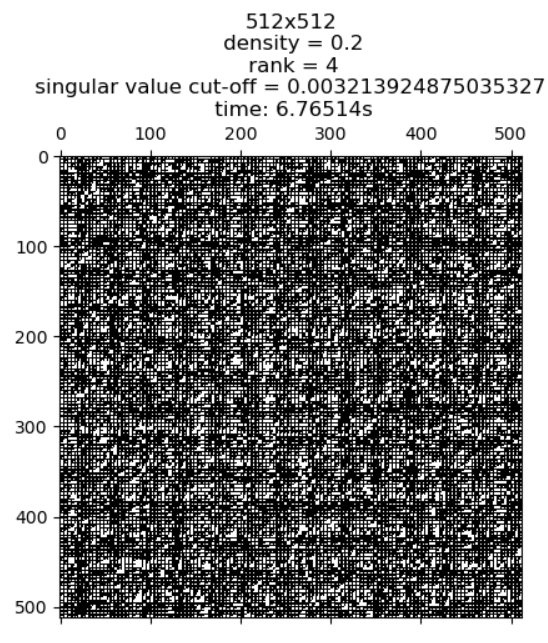 512x512
density = 0.2
rank = 4
singular value cut-off = 0.003213924875035327
time: 6.76514s
0 100 200 300 400 500
0
100
200
300
400
500